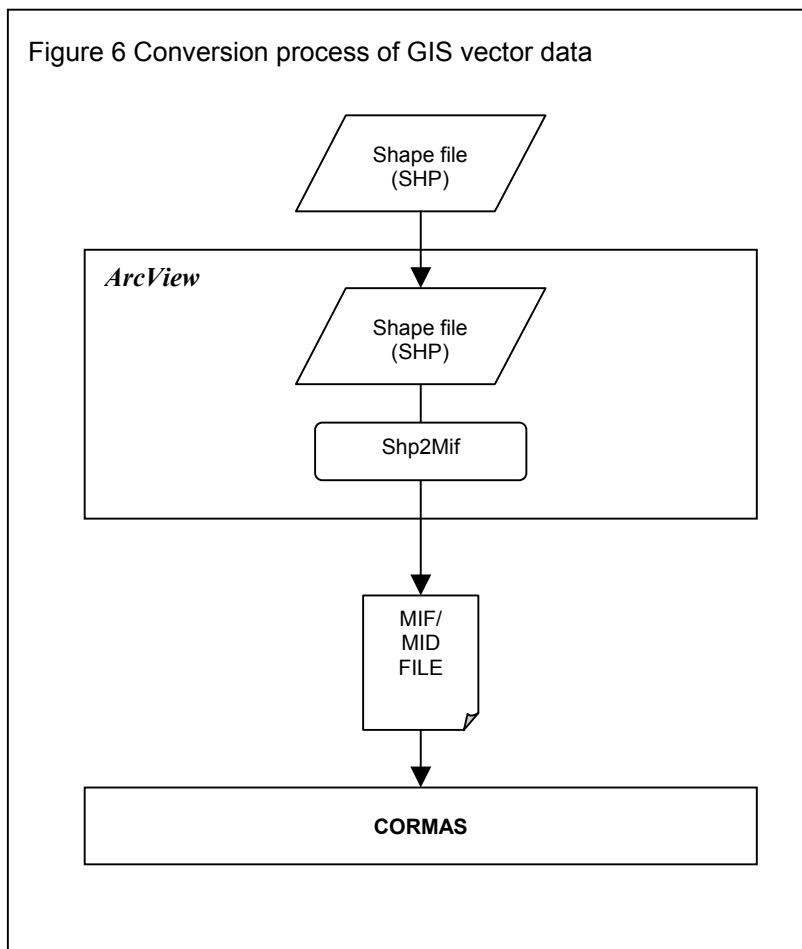 Figure 6 Conversion process of GIS vector data
Shape file
(SHP)
ArcView
Shape file
(SHP)
Shp2Mif
MIF/
MID
FILE
CORMAS